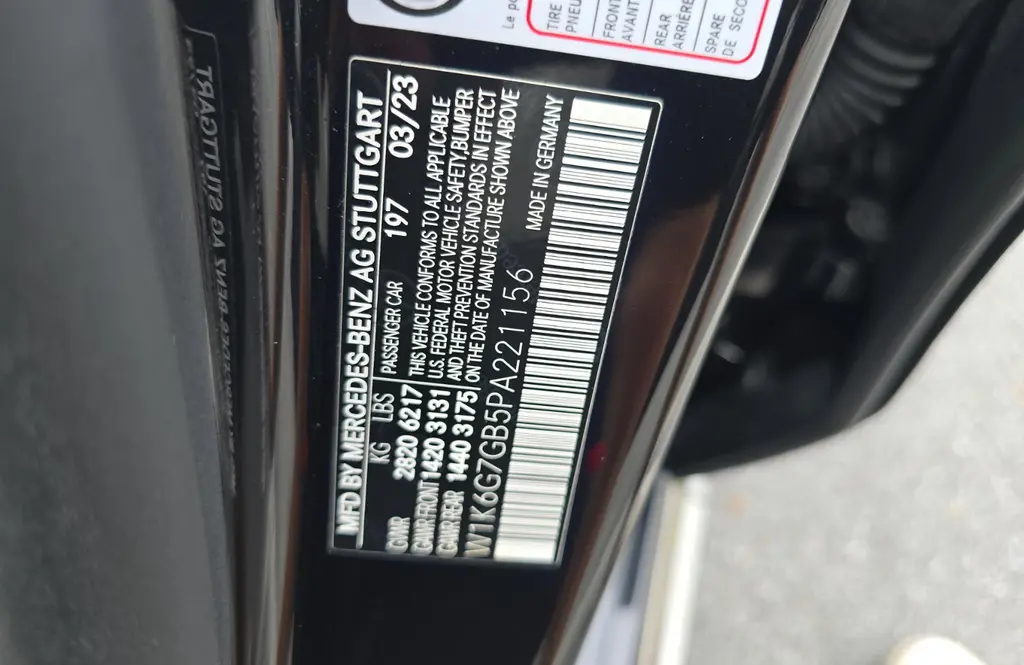 MFD BY MERCEDES-BENZ AG STUTTGART
KG LBS PASSENGER CAR 197 03/23
GVWR 2820 6217
GAWR FRONT 1420 3131
GAWR REAR 1440 3175
THIS VEHICLE CONFORMS TO ALL APPLICABLE
U.S. FEDERAL MOTOR VEHICLE SAFETY, BUMPER
AND THEFT PREVENTION STANDARDS IN EFFECT
ON THE DATE OF MANUFACTURE SHOWN ABOVE
W1K6G7GB5PA221156 MADE IN GERMANY
TIRE
FRONT
AVANT
REAR
ARRIÈRE
SPARE
DE